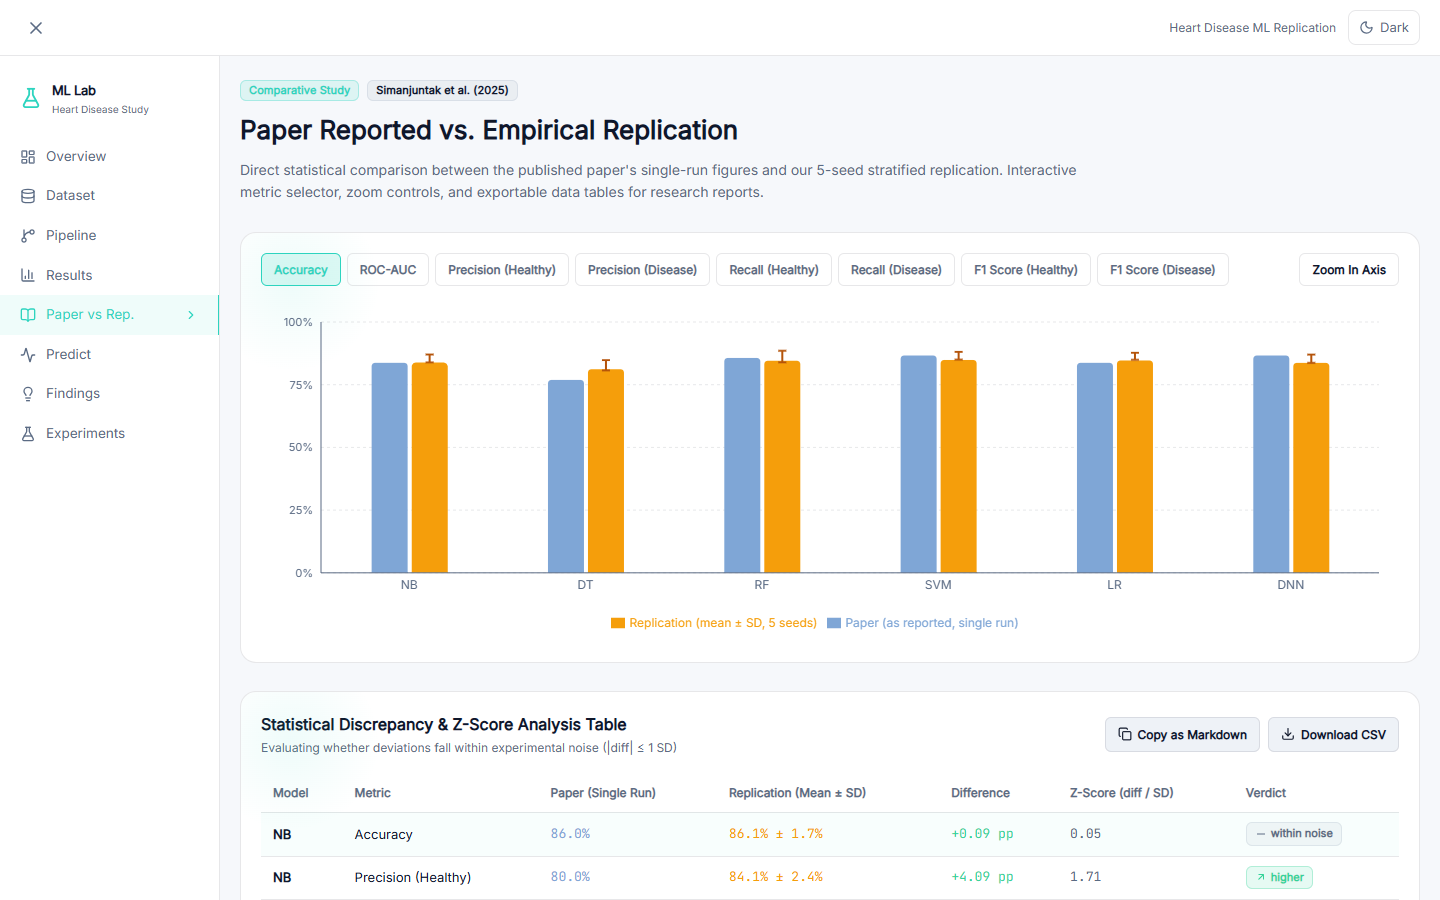 Heart Disease ML Replication
Dark
ML Lab
Heart Disease Study
Overview
Dataset
Pipeline
Results
Paper vs Rep.
Predict
Findings
Experiments
Comparative Study
Simanjuntak et al. (2025)
Paper Reported vs. Empirical Replication
Direct statistical comparison between the published paper's single-run figures and our 5-seed stratified replication. Interactive
metric selector, zoom controls, and exportable data tables for research reports.
Accuracy ROC-AUC Precision (Healthy) Precision (Disease) Recall (Healthy) Recall (Disease) F1 Score (Healthy) F1 Score (Disease) Zoom In Axis
100%
75%
50%
25%
0%
NB DT RF SVM LR DNN
Replication (mean ± SD, 5 seeds) Paper (as reported, single run)
Statistical Discrepancy & Z-Score Analysis Table
Evaluating whether deviations fall within experimental noise (|diff| ≤ 1 SD)
Copy as Markdown Download CSV
Model Metric Paper (Single Run) Replication (Mean ± SD) Difference Z-Score (diff / SD) Verdict
NB Accuracy 86.0% 86.1% ± 1.7% +0.09 pp 0.05 within noise
NB Precision (Healthy) 80.0% 84.1% ± 2.4% +4.09 pp 1.71 higher